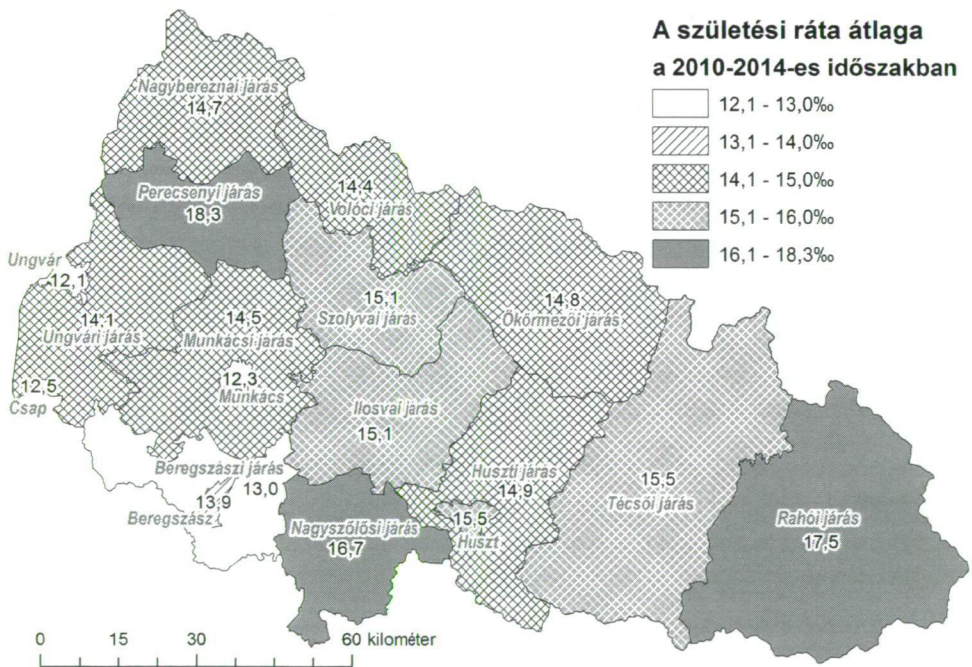 A születési ráta átlaga
a 2010-2014-es időszakban
12,1 - 13,0‰
13,1 - 14,0‰
14,1 - 15,0‰
15,1 - 16,0‰
16,1 - 18,3‰
Nagybereznai járás
14,7
Perecsenyi járás
18,3
14,4
Volóci járás
Ungvár
12,1
14,1
Ungvári járás
14,5
Munkácsi járás
15,1
Szolyvai járás
14,8
Ökörmezői járás
12,5
Csap
12,3
Munkács
Ilosvai járás
15,1
Beregszászi járás
13,0
13,9
Beregszász
Nagyszőlősi járás
16,7
Huszti járás
14,9
15,5
Huszt
15,5
Técsői járás
Rahói járás
17,5
0 15 30 60 kilométer